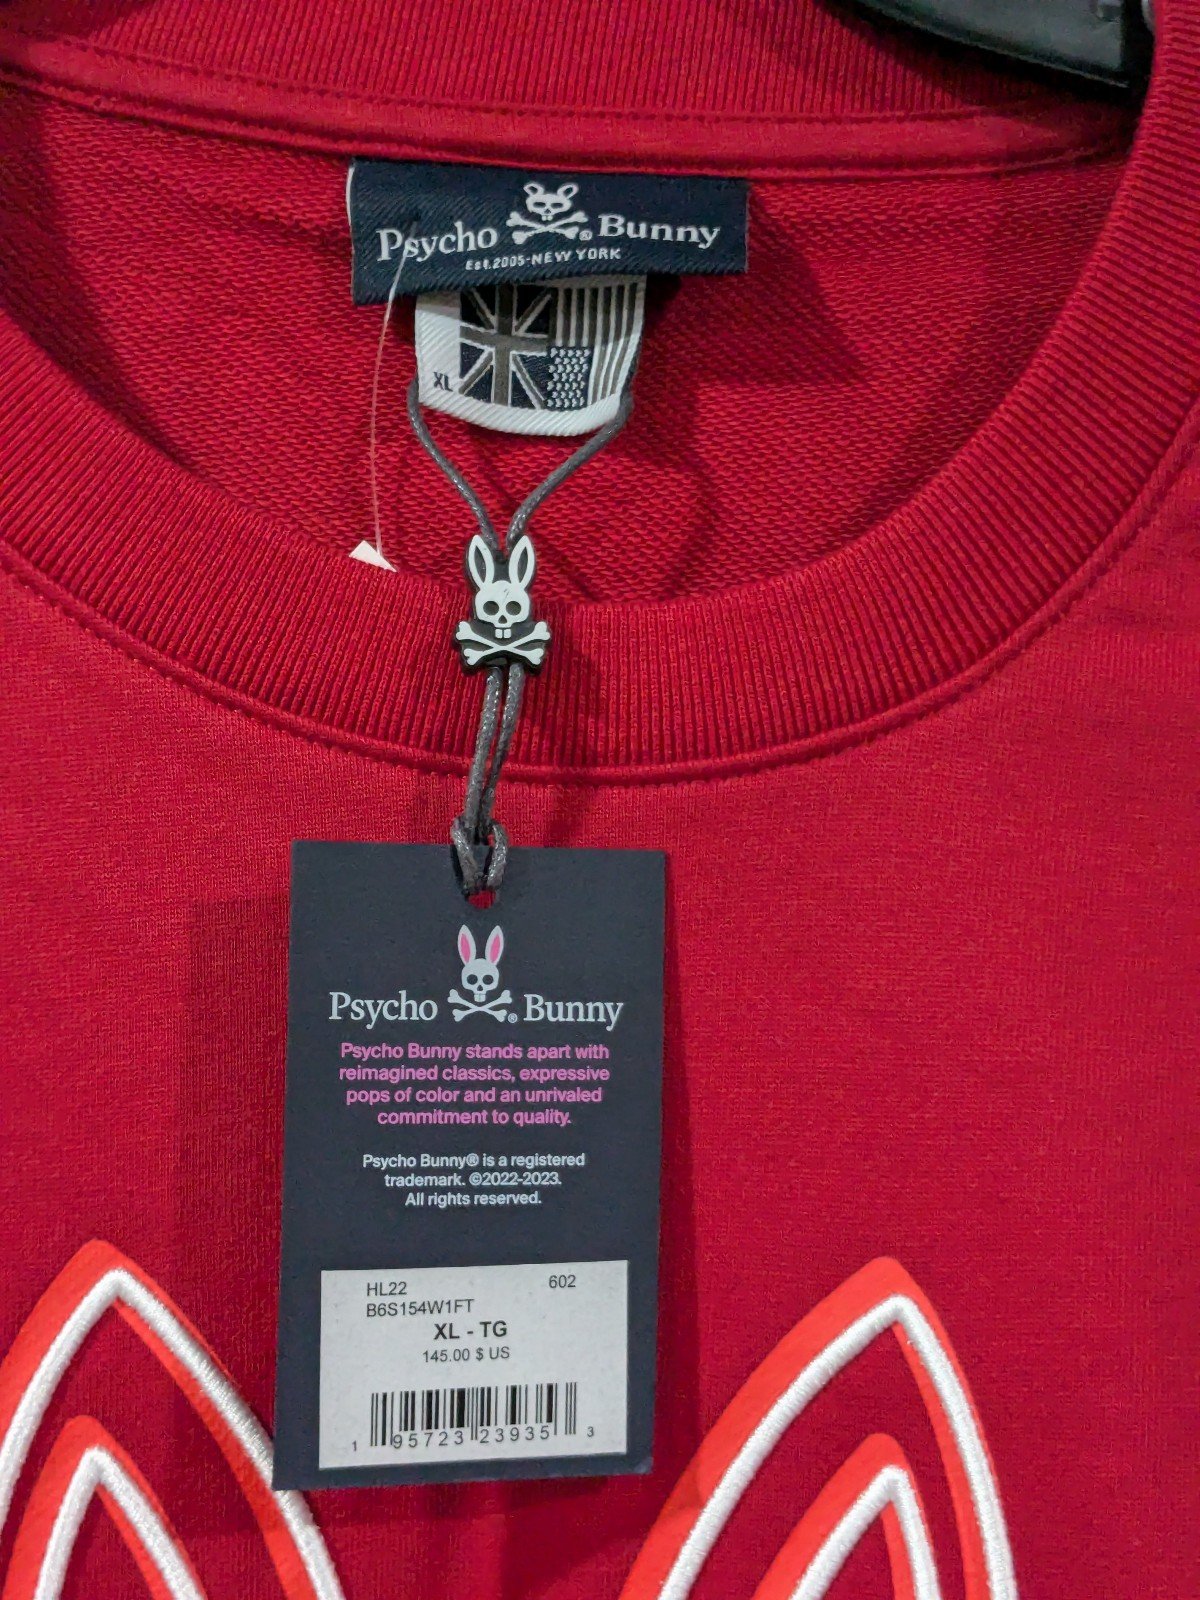 Psycho ® Bunny
Est.2005-NEW YORK
XL
Psycho ® Bunny
Psycho Bunny stands apart with
reimagined classics, expressive
pops of color and an unrivaled
commitment to quality.
Psycho Bunny® is a registered
trademark. ©2022-2023.
All rights reserved.
HL22 602
B6S154W1FT
XL - TG
145.00 $ US
1 95723 23935 3